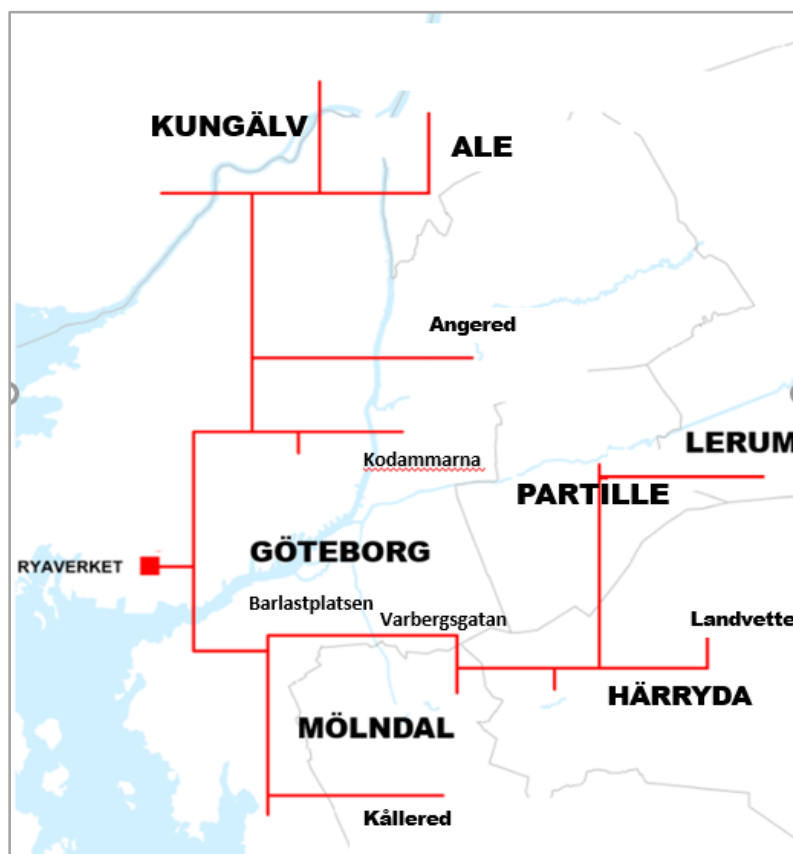 KUNGÄLV
ALE
Angered
LERUM
Kodammarna
PARTILLE
GÖTEBORG
RYAVERKET
Barlastplatsen
Varbergsgatan
Landvette
HÄRRYDA
MÖLNDAL
Kållered